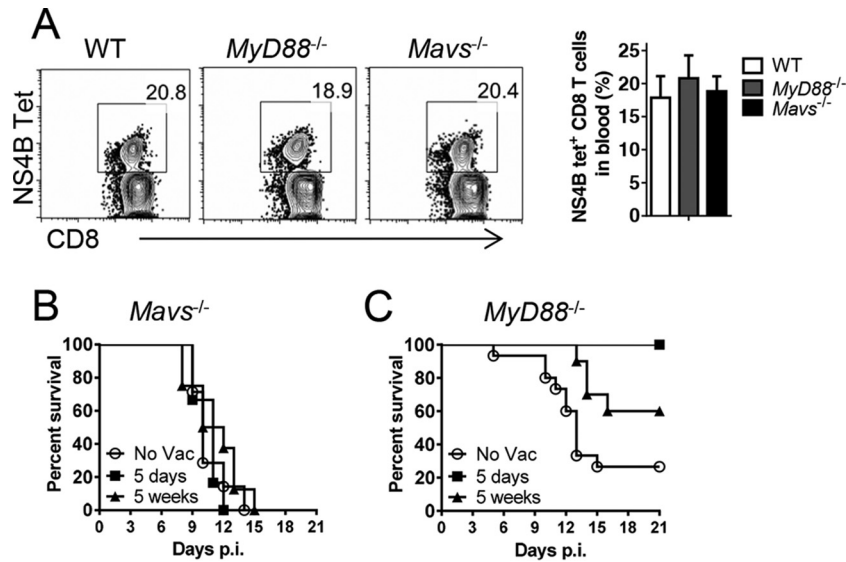 A
WT
MyD88-/-
Mavs-/-
NS4B Tet
20.8
18.9
20.4
CD8
NS4B tet+ CD8 T cells
in blood (%)
25
20
15
10
5
0
WT
MyD88-/-
Mavs-/-
B
Mavs-/-
Percent survival
100
80
60
40
20
0
No Vac
5 days
5 weeks
0 3 6 9 12 15 18 21
Days p.i.
C
MyD88-/-
Percent survival
100
80
60
40
20
0
No Vac
5 days
5 weeks
0 3 6 9 12 15 18 21
Days p.i.